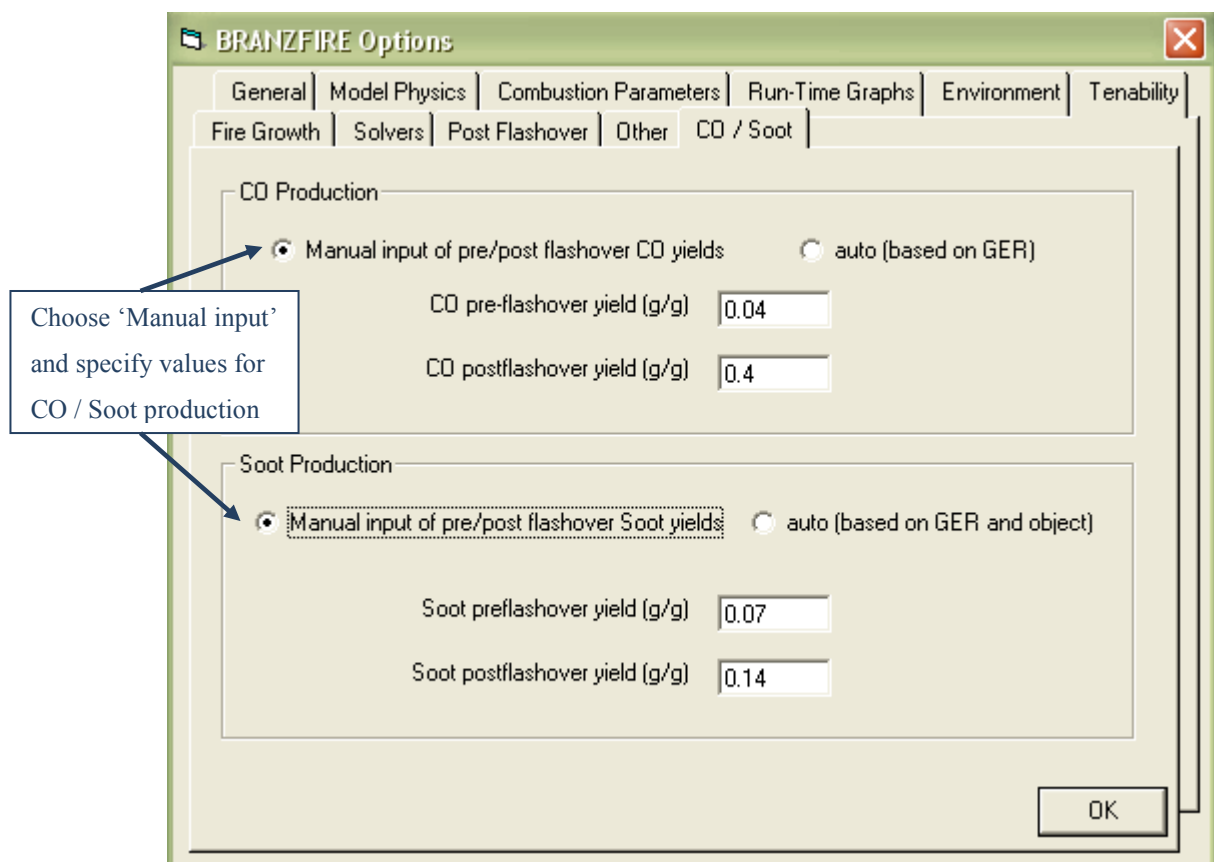 BRANZFIRE Options
General Model Physics Combustion Parameters Run-Time Graphs Environment Tenability
Fire Growth Solvers Post Flashover Other CO / Soot
CO Production
Manual input of pre/post flashover CO yields auto (based on GER)
CO pre-flashover yield (g/g) 0.04
CO postflashover yield (g/g) 0.4
Choose ‘Manual input’
and specify values for
CO / Soot production
Soot Production
Manual input of pre/post flashover Soot yields auto (based on GER and object)
Soot preflashover yield (g/g) 0.07
Soot postflashover yield (g/g) 0.14
OK